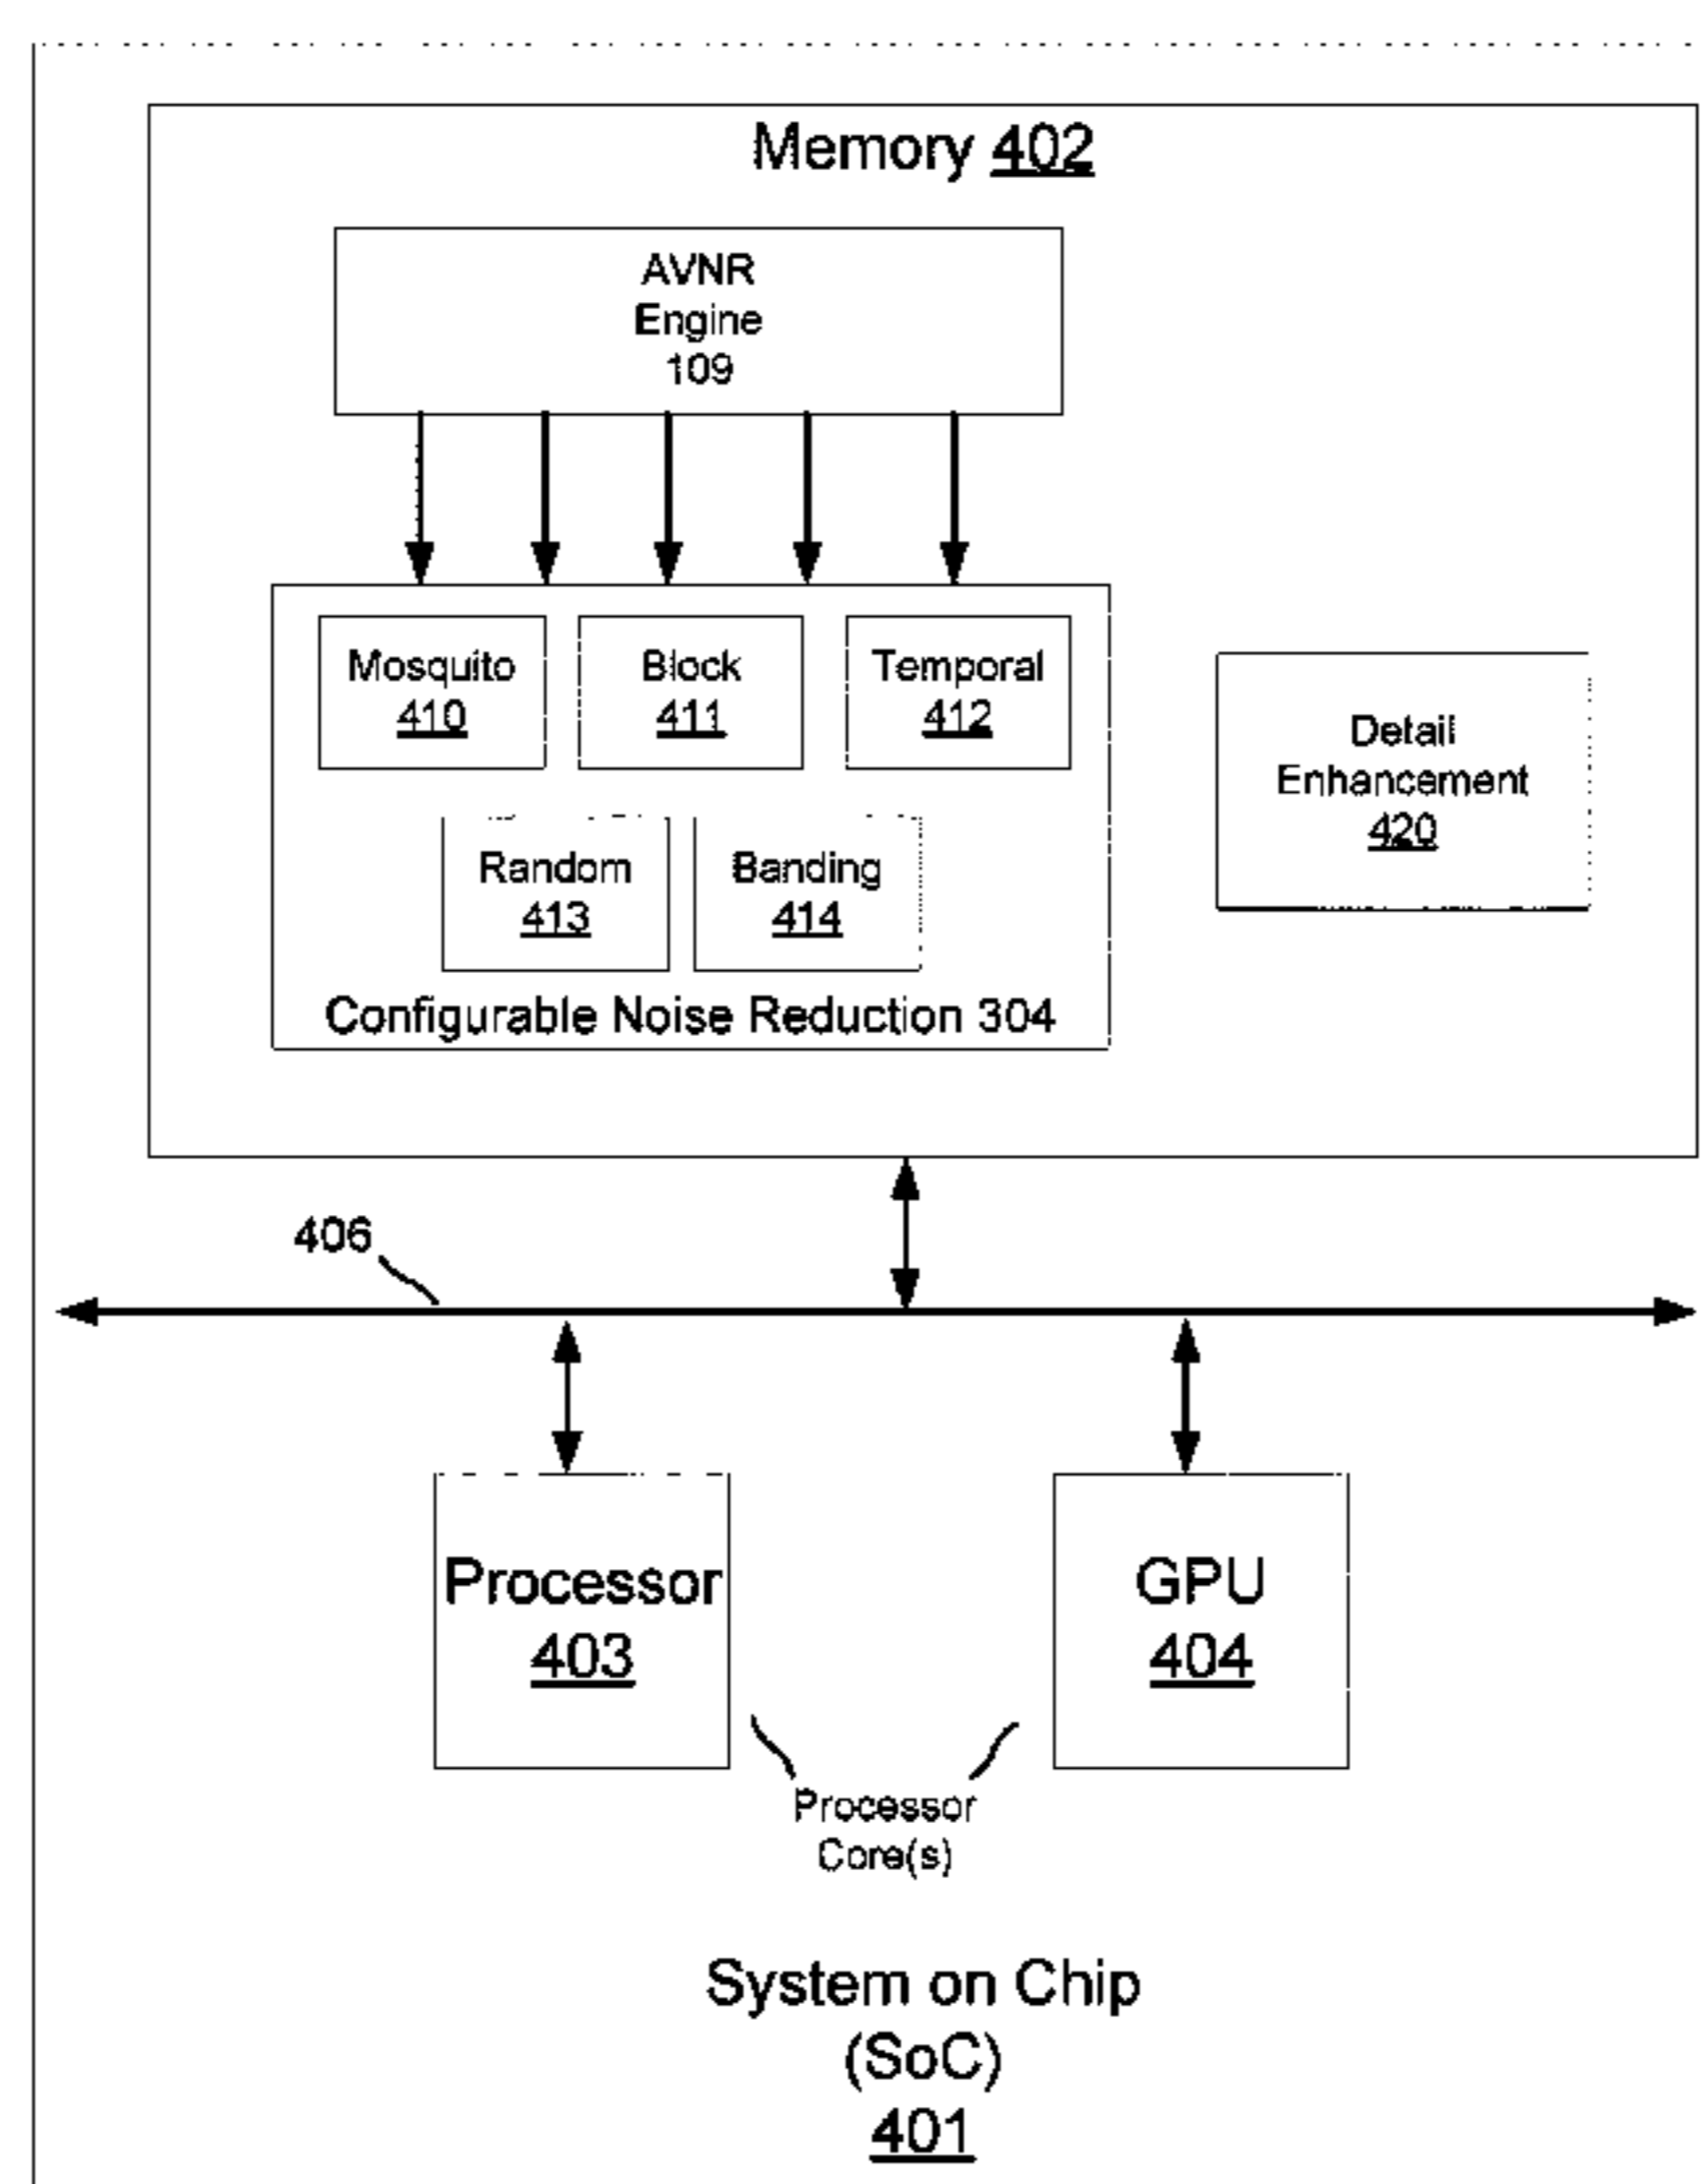 Memory 402
AVNR
Engine
109
Mosquito
410
Block
411
Temporal
412
Detail
Enhancement
420
Random
413
Banding
414
Configurable Noise Reduction 304
406
Processor
403
GPU
404
Processor
Core(s)
System on Chip
(SoC)
401